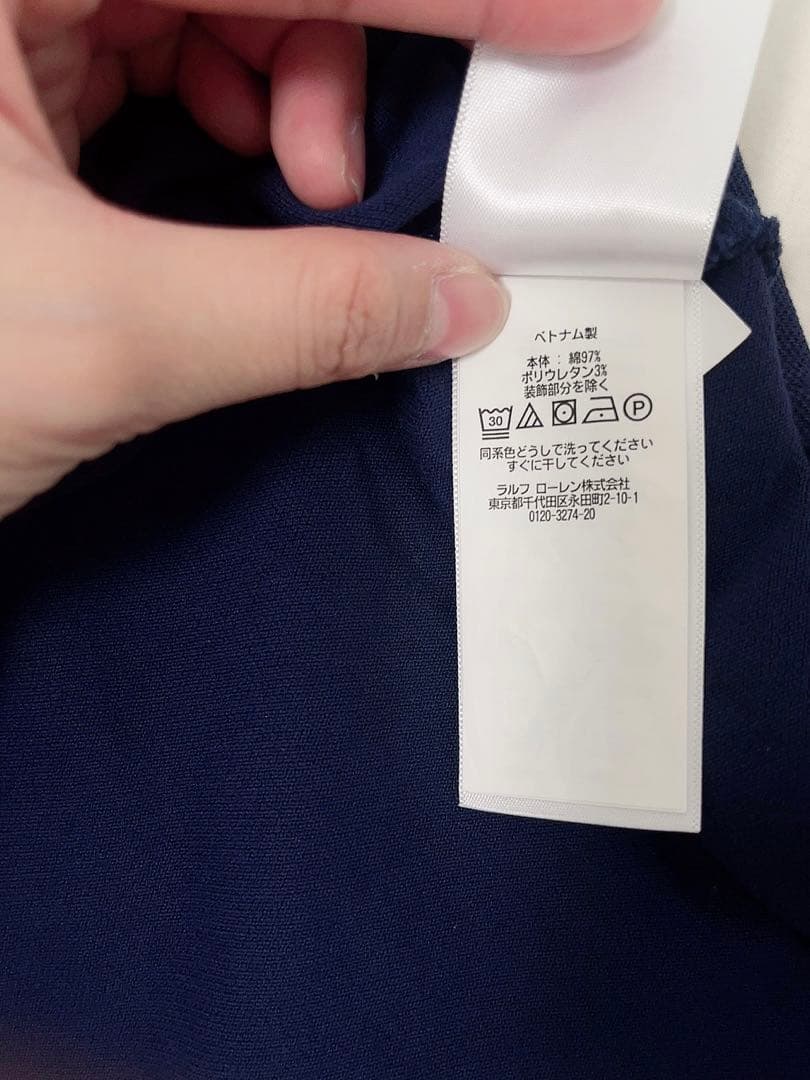 ベトナム製
本体 : 綿97%
ポリウレタン3%
装飾部分を除く
30 P
同系色どうしで洗ってください
すぐに干してください
ラルフ ローレン株式会社
東京都千代田区永田町2-10-1
0120-3274-20